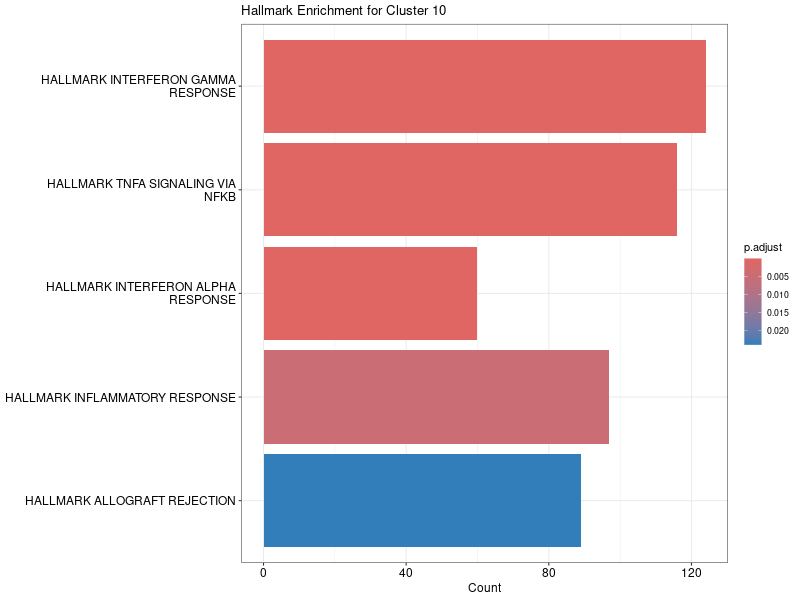 Hallmark Enrichment for Cluster 10
HALLMARK INTERFERON GAMMA
RESPONSE
HALLMARK TNFA SIGNALING VIA
NFKB
HALLMARK INTERFERON ALPHA
RESPONSE
HALLMARK INFLAMMATORY RESPONSE
HALLMARK ALLOGRAFT REJECTION
0 40 80 120
Count
p.adjust
0.005
0.010
0.015
0.020